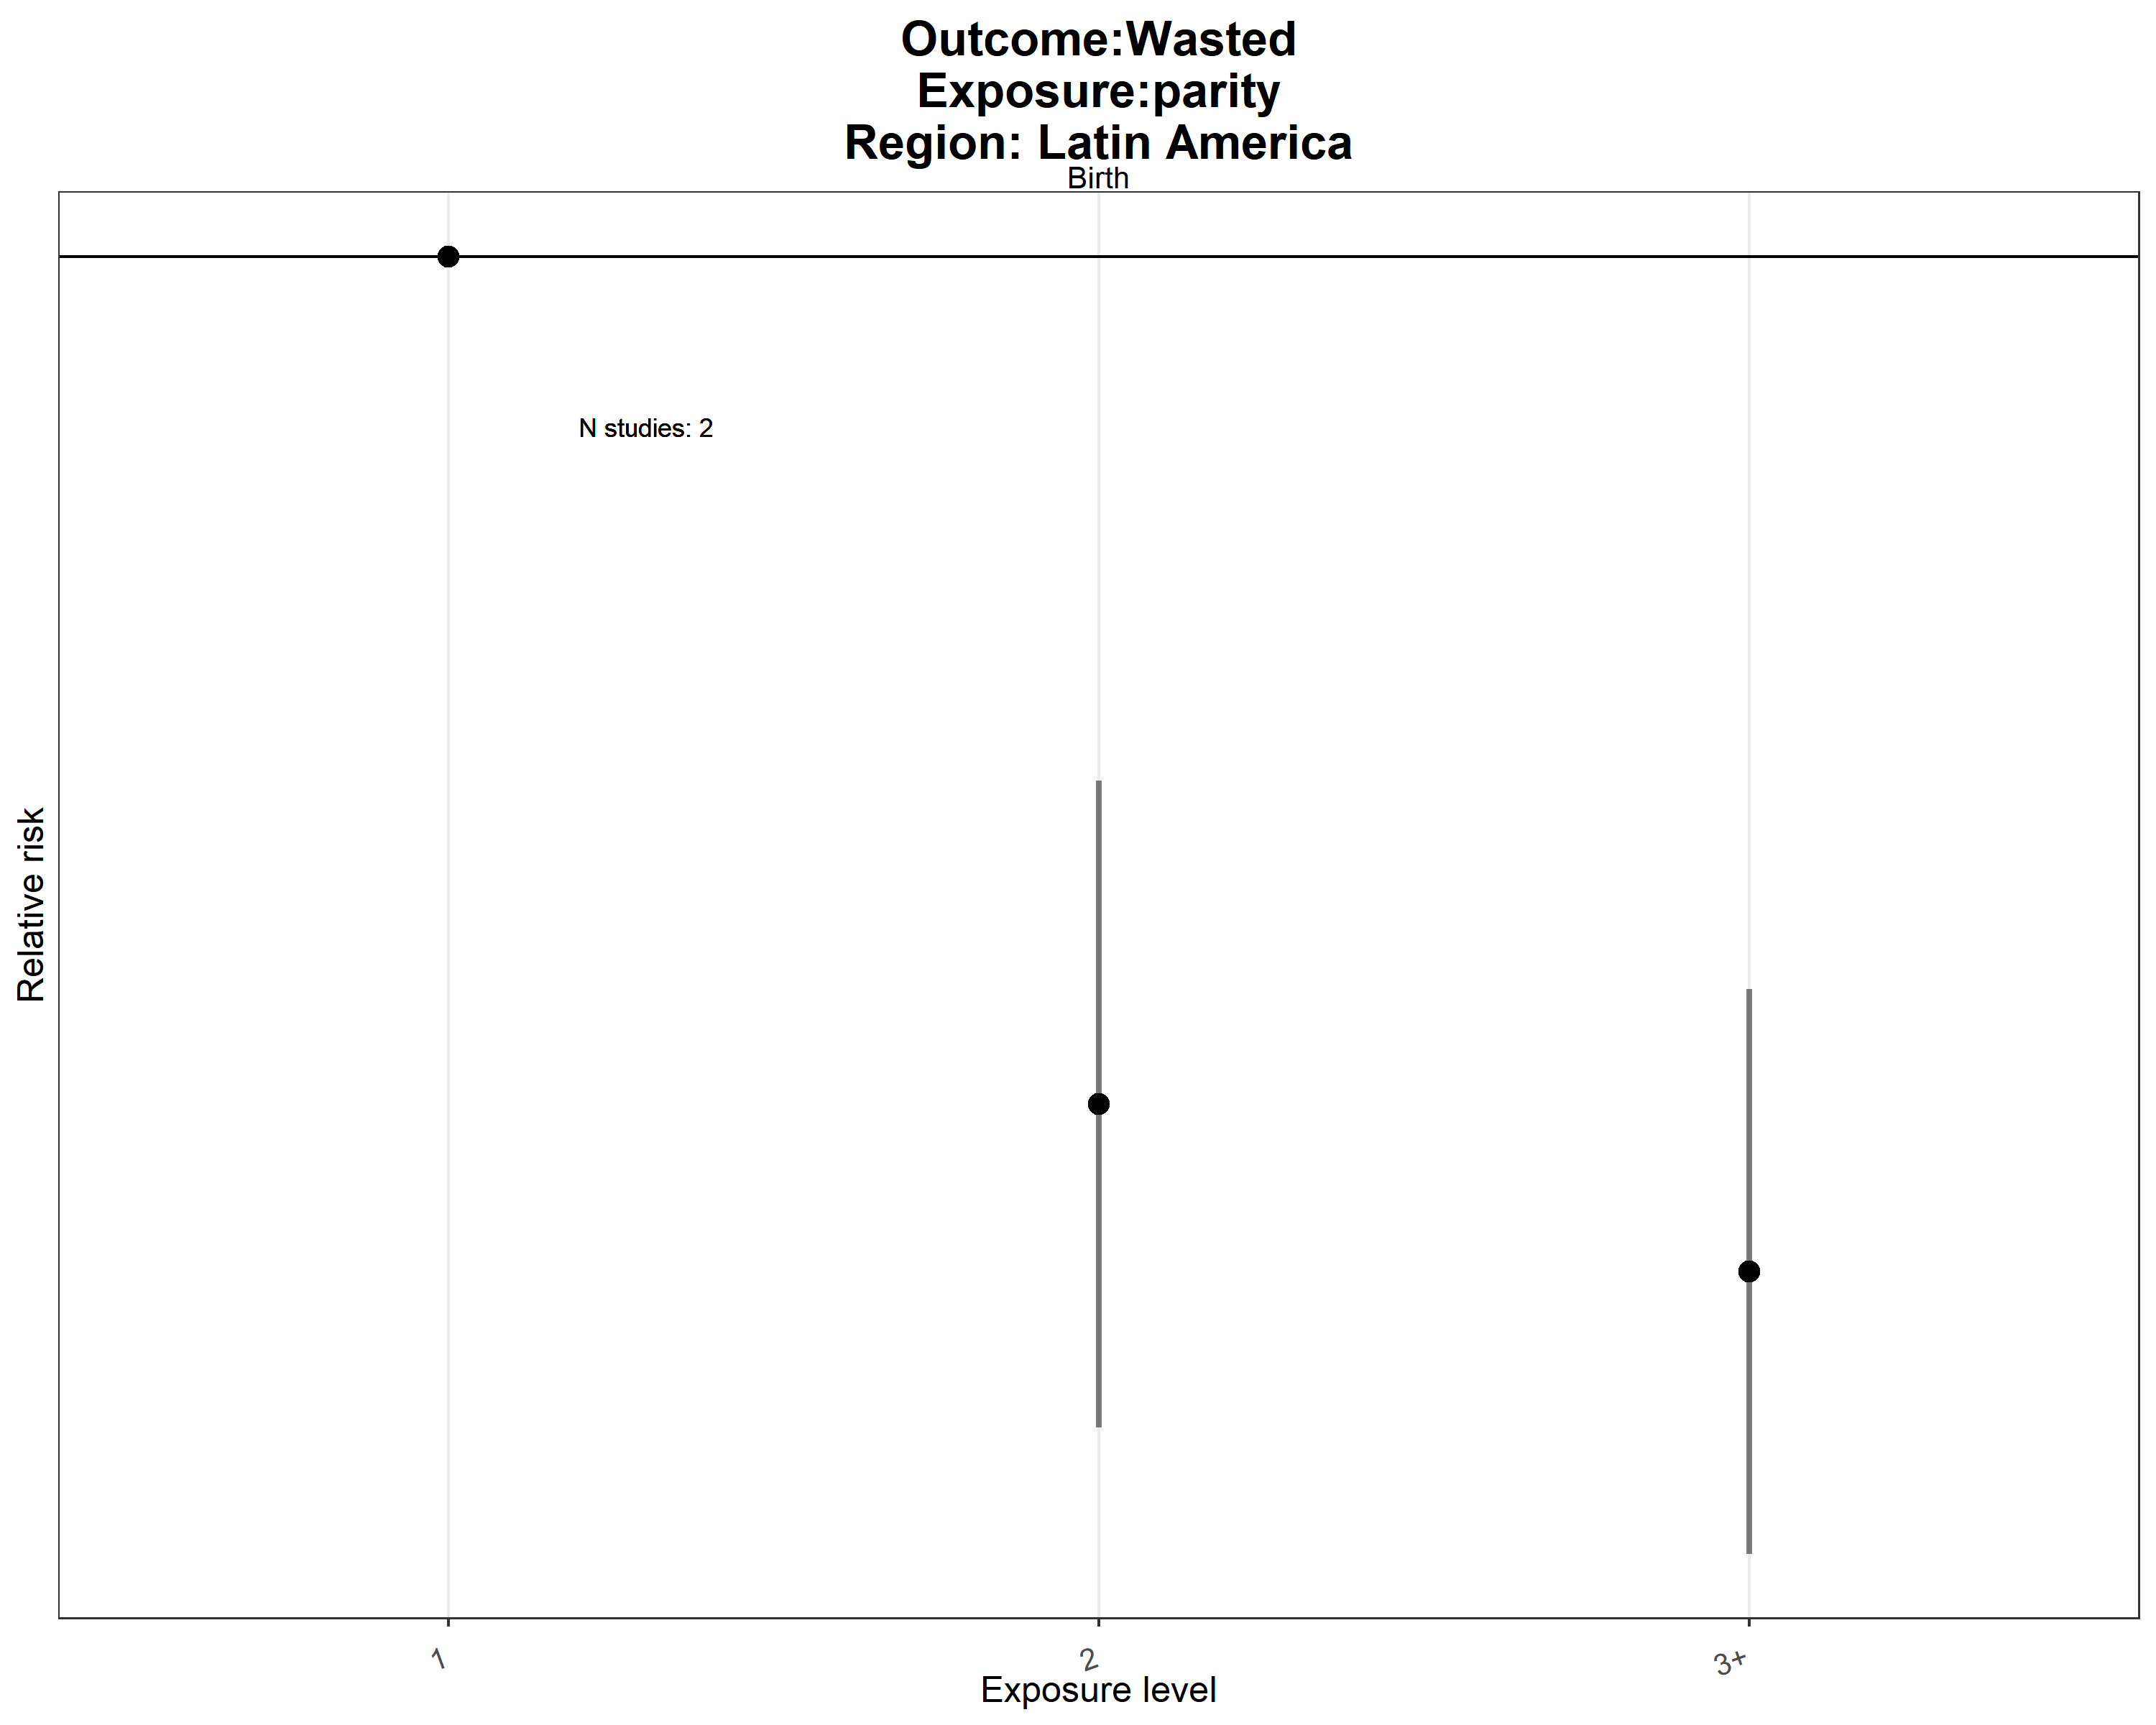 Outcome:Wasted
Exposure:parity
Region: Latin America
Birth
N studies: 2
Relative risk
1
2
3+
Exposure level